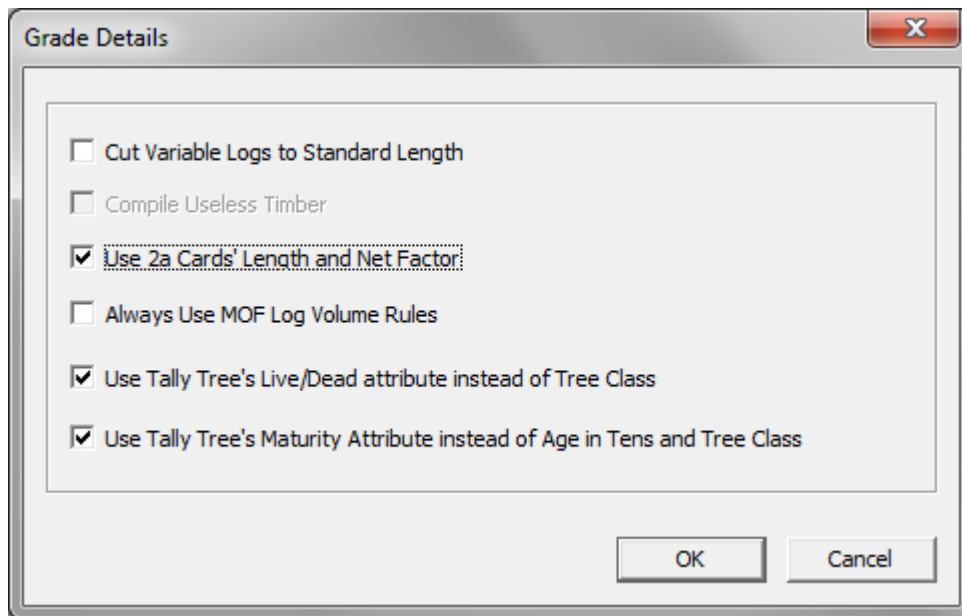 Grade Details
Cut Variable Logs to Standard Length
Compile Useless Timber
Use 2a Cards' Length and Net Factor
Always Use MOF Log Volume Rules
Use Tally Tree's Live/Dead attribute instead of Tree Class
Use Tally Tree's Maturity Attribute instead of Age in Tens and Tree Class
OK Cancel